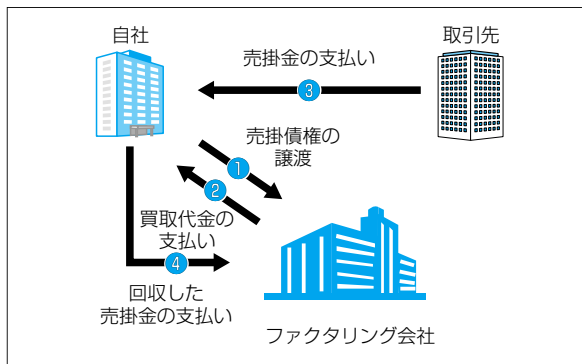 自社
取引先
売掛金の支払い
3
売掛債権の
譲渡
1
2
買取代金の
支払い
4
回収した
売掛金の支払い
ファクタリング会社